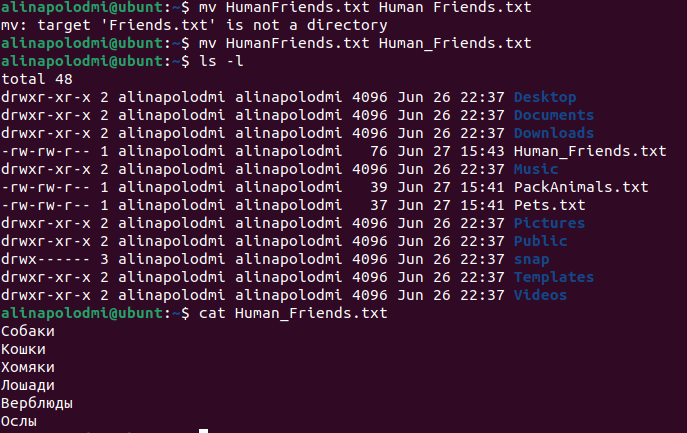 alinapolodmi@ubunt:~$ mv HumanFriends.txt Human Friends.txt
mv: target 'Friends.txt' is not a directory
alinapolodmi@ubunt:~$ mv HumanFriends.txt Human_Friends.txt
alinapolodmi@ubunt:~$ ls -l
total 48
drwxr-xr-x 2 alinapolodmi alinapolodmi 4096 Jun 26 22:37 Desktop
drwxr-xr-x 2 alinapolodmi alinapolodmi 4096 Jun 26 22:37 Documents
drwxr-xr-x 2 alinapolodmi alinapolodmi 4096 Jun 26 22:37 Downloads
-rw-rw-r-- 1 alinapolodmi alinapolodmi   76 Jun 27 15:43 Human_Friends.txt
drwxr-xr-x 2 alinapolodmi alinapolodmi 4096 Jun 26 22:37 Music
-rw-rw-r-- 1 alinapolodmi alinapolodmi   39 Jun 27 15:41 PackAnimals.txt
-rw-rw-r-- 1 alinapolodmi alinapolodmi   37 Jun 27 15:41 Pets.txt
drwxr-xr-x 2 alinapolodmi alinapolodmi 4096 Jun 26 22:37 Pictures
drwxr-xr-x 2 alinapolodmi alinapolodmi 4096 Jun 26 22:37 Public
drwx------ 3 alinapolodmi alinapolodmi 4096 Jun 26 22:37 snap
drwxr-xr-x 2 alinapolodmi alinapolodmi 4096 Jun 26 22:37 Templates
drwxr-xr-x 2 alinapolodmi alinapolodmi 4096 Jun 26 22:37 Videos
alinapolodmi@ubunt:~$ cat Human_Friends.txt
Собаки
Кошки
Хомяки
Лошади
Верблюды
Ослы